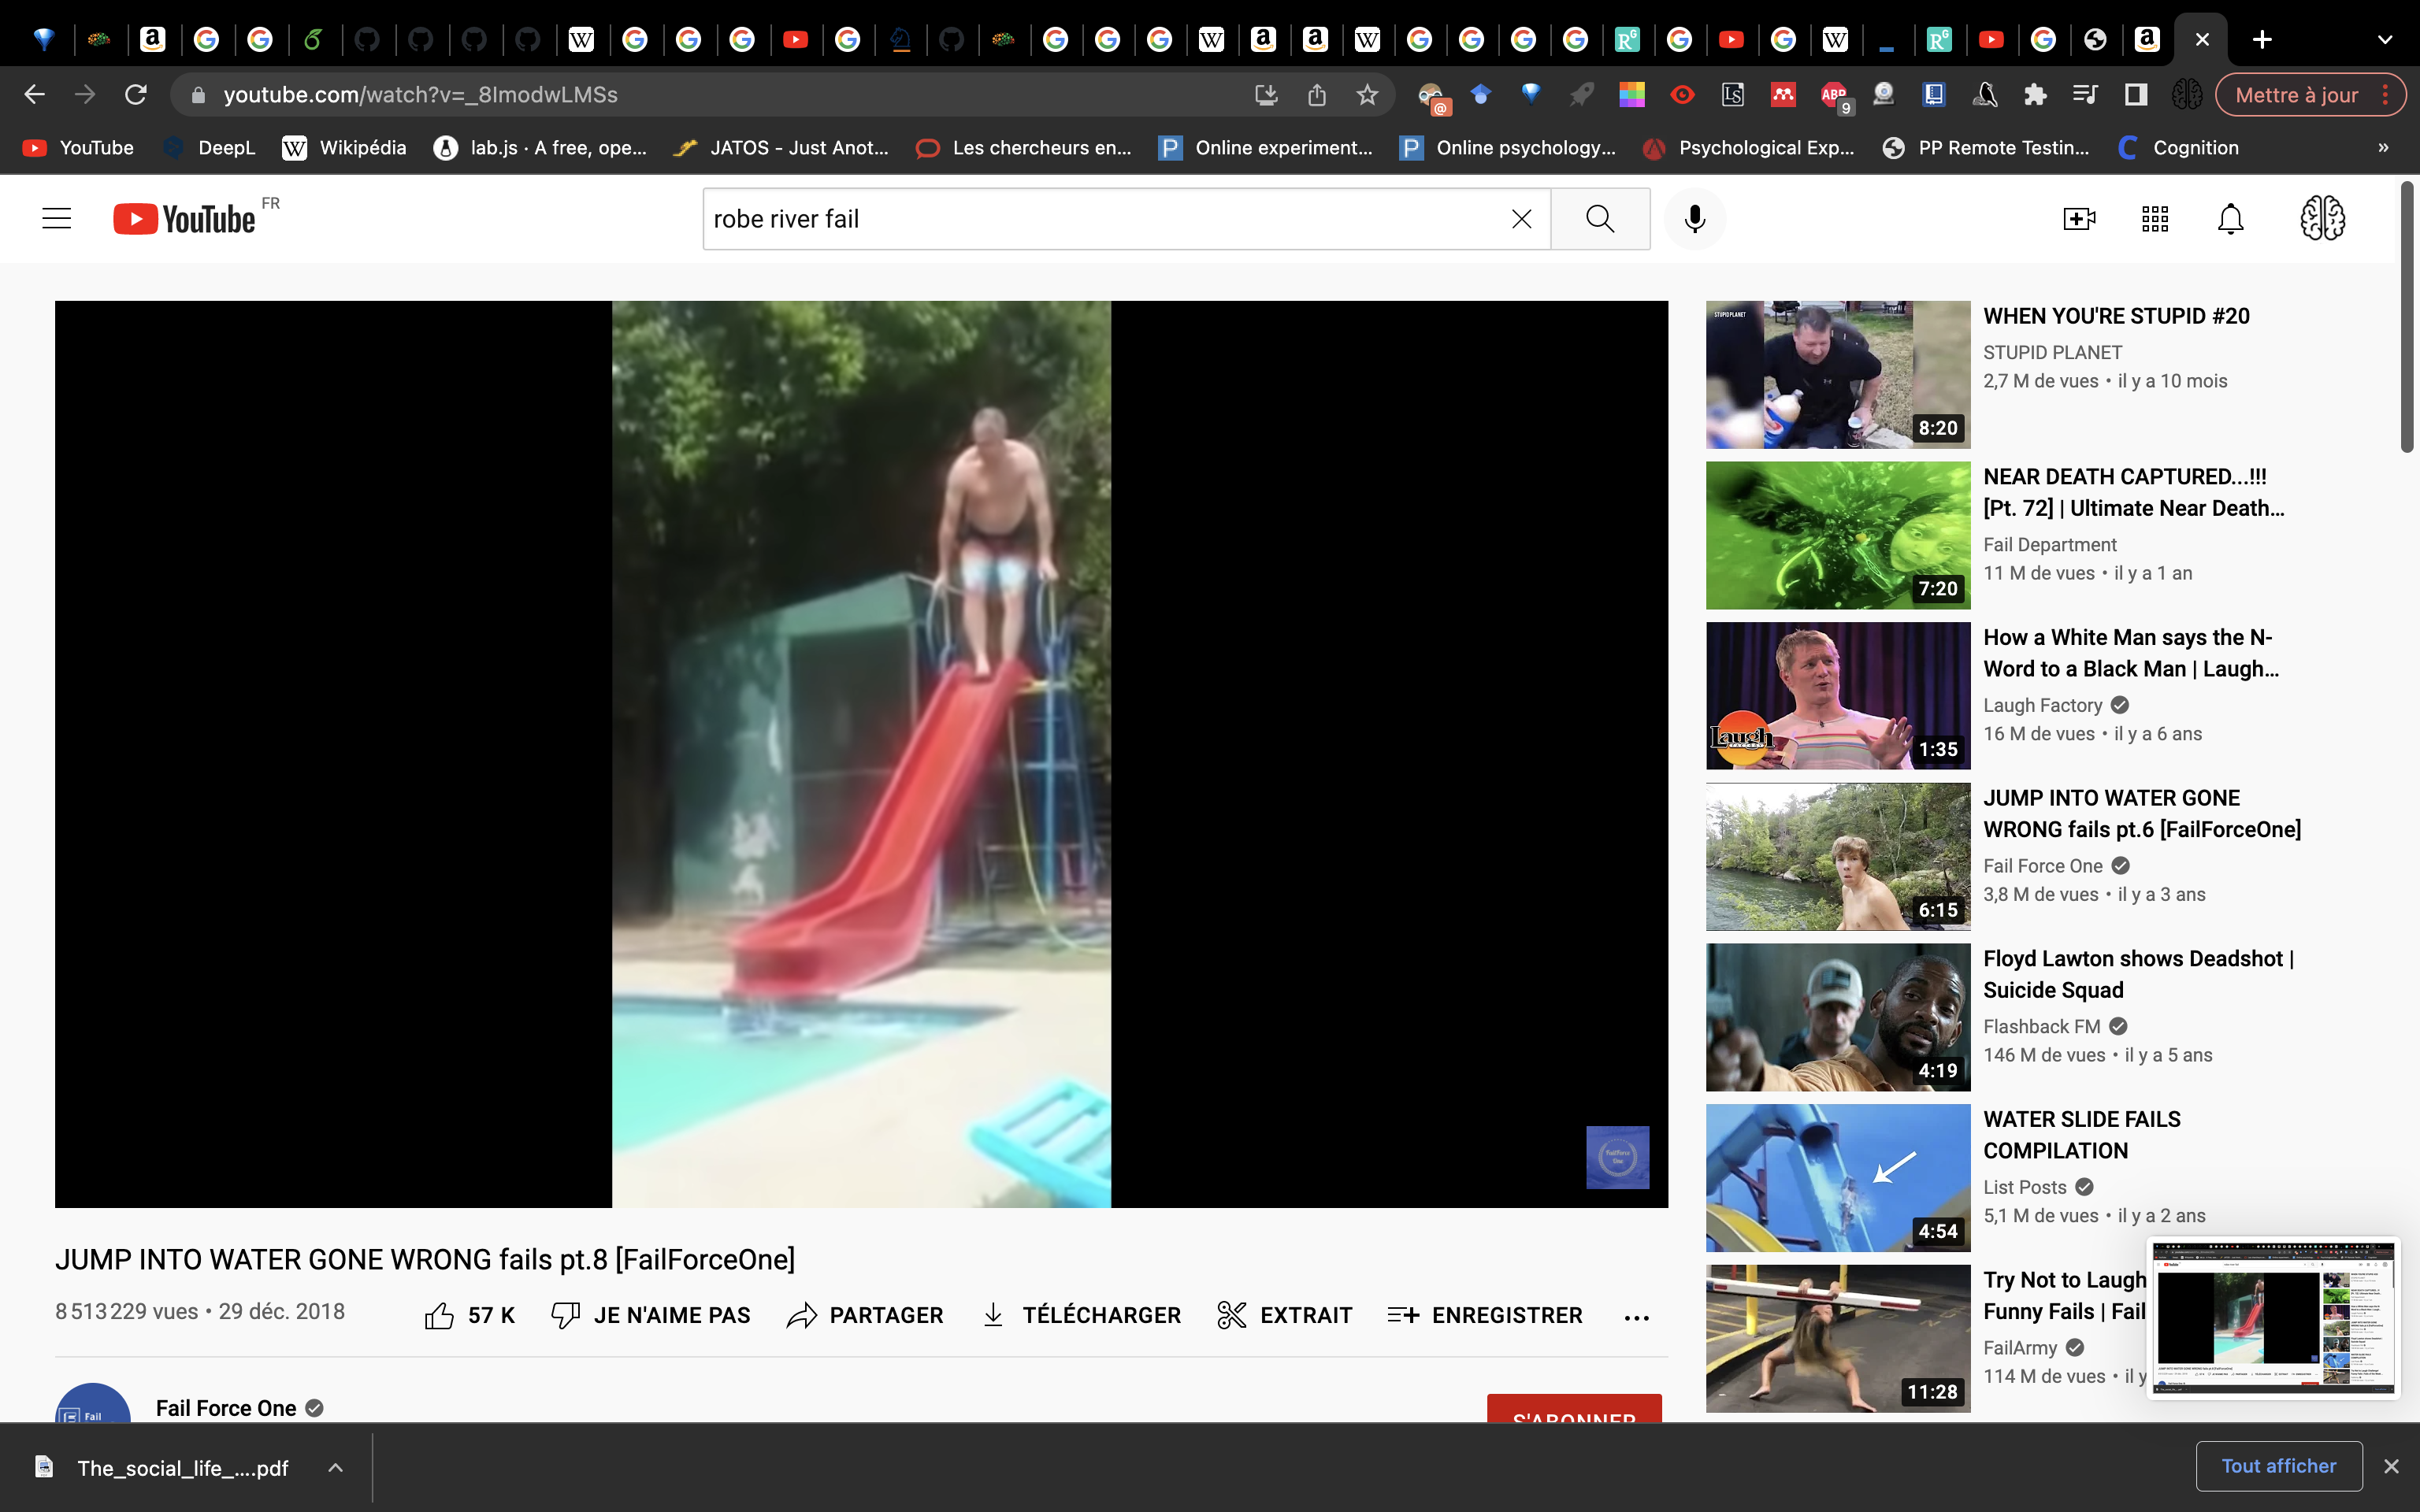 youtube.com/watch?v=_8ImodwLMSs
Mettre à jour
YouTube
DeepL
Wikipédia
lab.js · A free, ope...
JATOS - Just Anot...
Les chercheurs en...
Online experiment...
Online psychology...
Psychological Exp...
PP Remote Testin...
Cognition
»
YouTube FR
robe river fail
WHEN YOU'RE STUPID #20
STUPID PLANET
2,7 M de vues • il y a 10 mois
STUPID PLANET
8:20
NEAR DEATH CAPTURED...!!!
[Pt. 72] | Ultimate Near Death...
Fail Department
11 M de vues • il y a 1 an
7:20
How a White Man says the N-
Word to a Black Man | Laugh...
Laugh Factory
16 M de vues • il y a 6 ans
Laugh
1:35
JUMP INTO WATER GONE
WRONG fails pt.6 [FailForceOne]
Fail Force One
3,8 M de vues • il y a 3 ans
6:15
Floyd Lawton shows Deadshot |
Suicide Squad
Flashback FM
146 M de vues • il y a 5 ans
4:19
WATER SLIDE FAILS
COMPILATION
List Posts
5,1 M de vues • il y a 2 ans
4:54
Try Not to Laugh
Funny Fails | Fail
FailArmy
114 M de vues • il y
11:28
FailForce
One
JUMP INTO WATER GONE WRONG fails pt.8 [FailForceOne]
8 513 229 vues • 29 déc. 2018
57 K
JE N'AIME PAS
PARTAGER
TÉLÉCHARGER
EXTRAIT
ENREGISTRER
Fail
Fail Force One
S'ABONNER
The_social_life_....pdf
Tout afficher